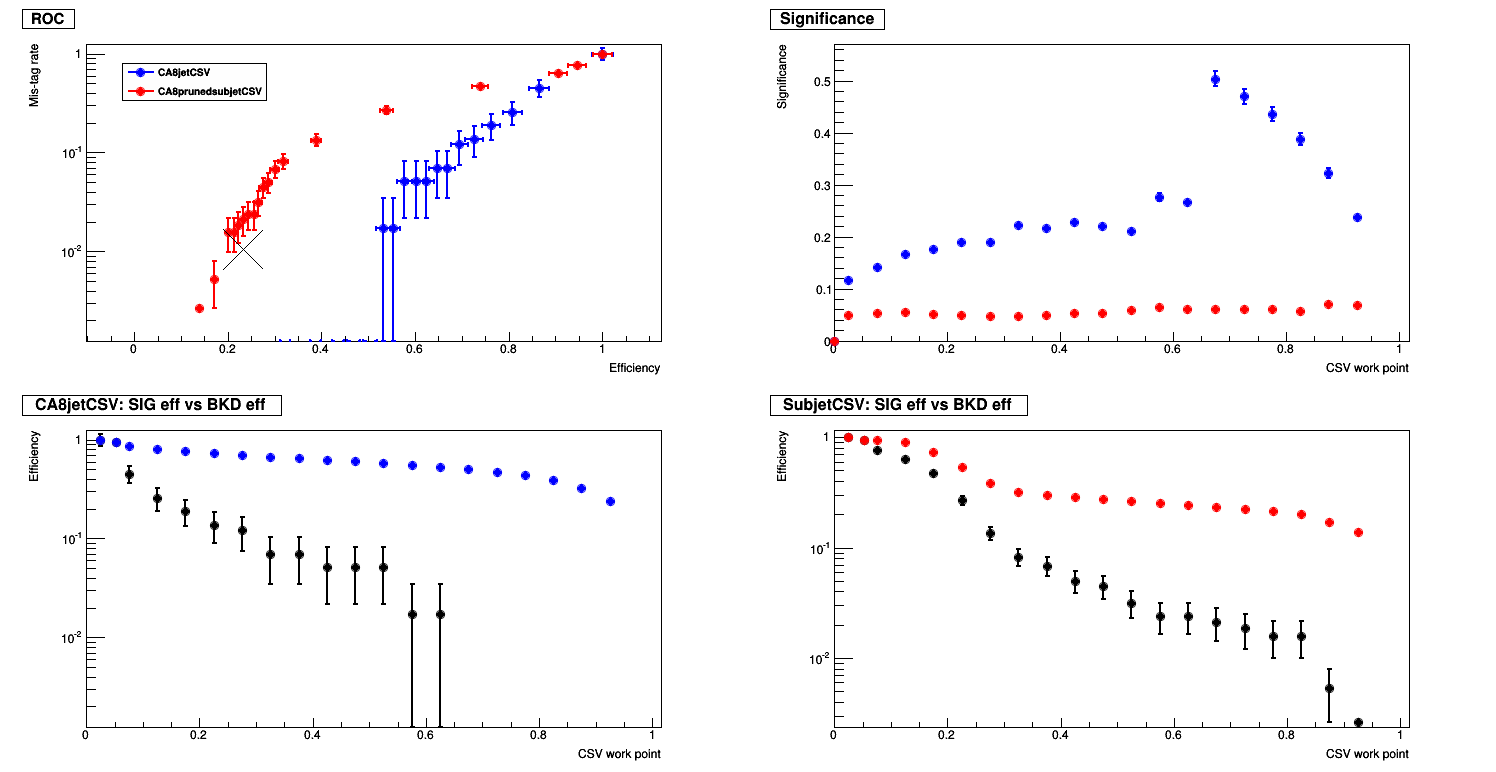 ROC
Mis-tag rate
1
10-1
10-2
CA8jetCSV
CA8prunedsubjetCSV
0 0.2 0.4 0.6 0.8 1
Efficiency
Significance
Significance
0.5
0.4
0.3
0.2
0.1
0
0 0.2 0.4 0.6 0.8 1
CSV work point
CA8jetCSV: SIG eff vs BKD eff
Efficiency
1
10-1
10-2
0 0.2 0.4 0.6 0.8 1
CSV work point
SubjetCSV: SIG eff vs BKD eff
Efficiency
1
10-1
10-2
0 0.2 0.4 0.6 0.8 1
CSV work point